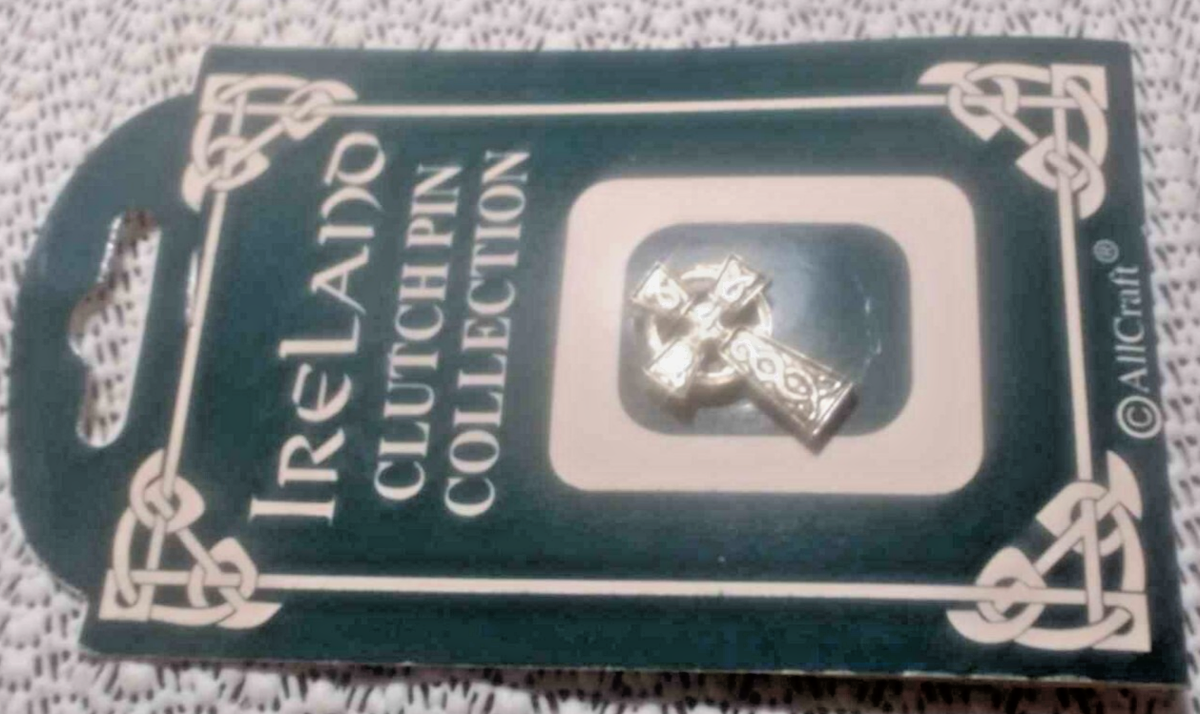 IRELAND
CLUTCH PIN
COLLECTION
©AllCraft®